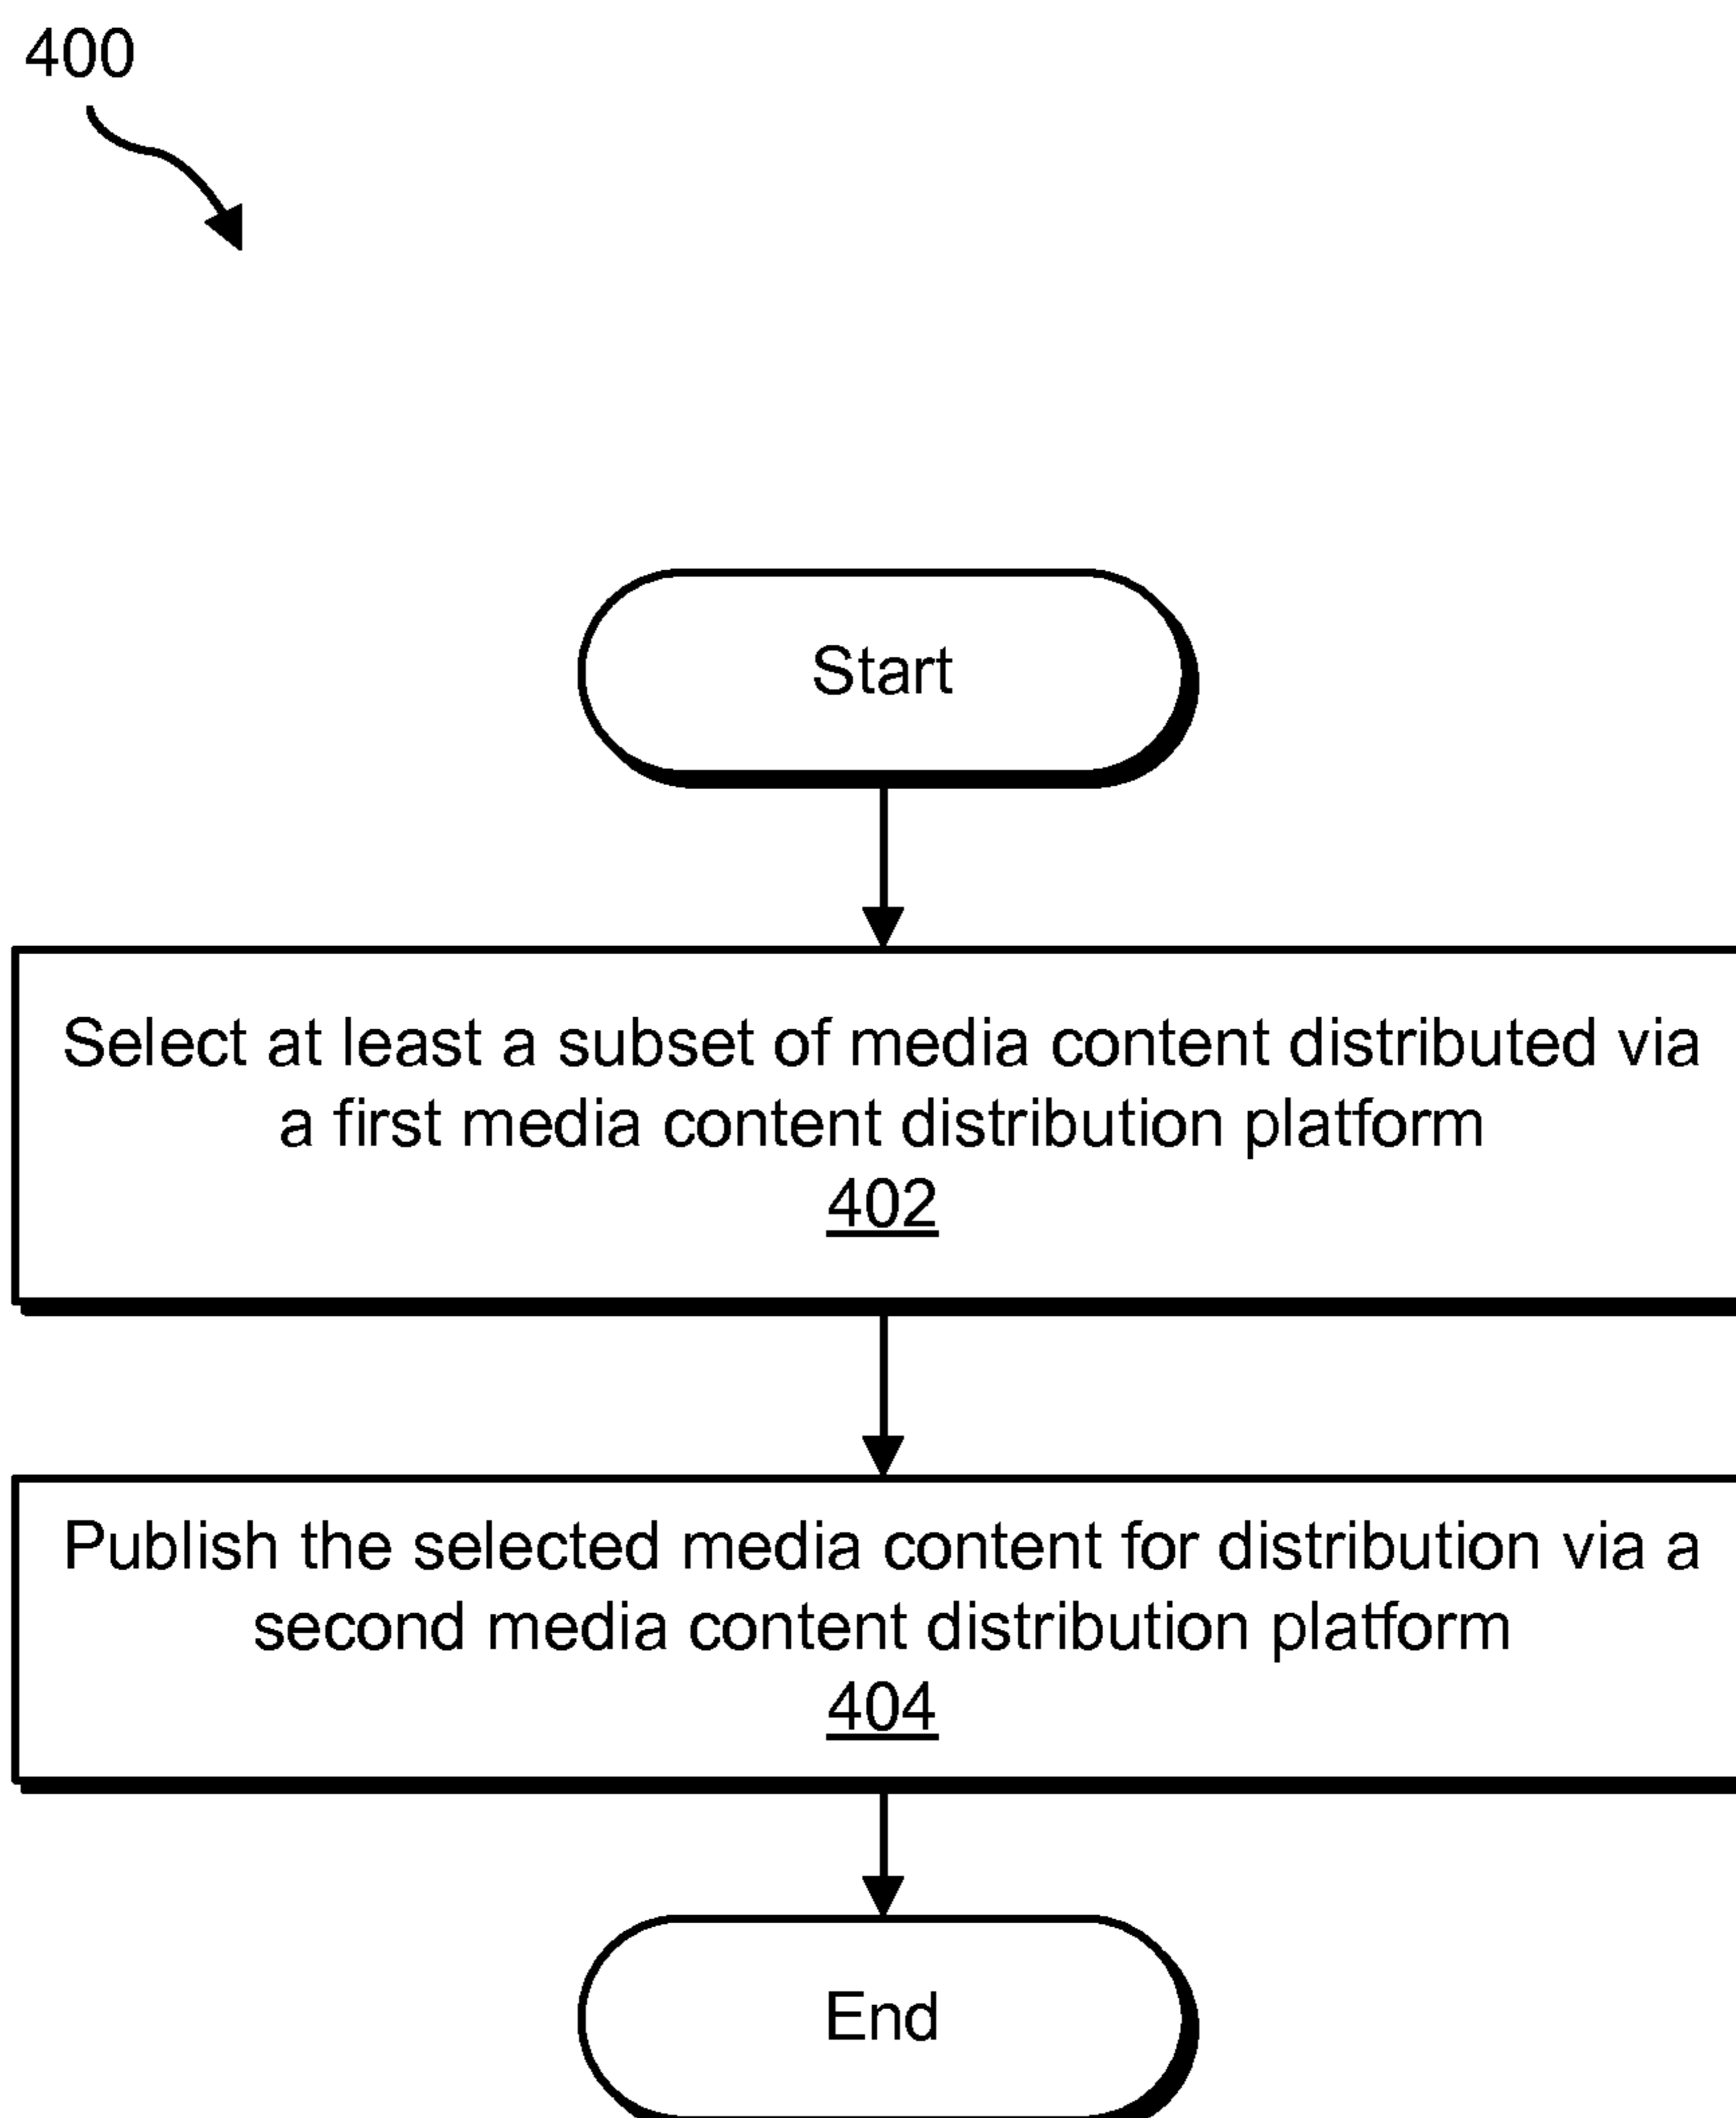 400
Start
Select at least a subset of media content distributed via
a first media content distribution platform
402
Publish the selected media content for distribution via a
second media content distribution platform
404
End